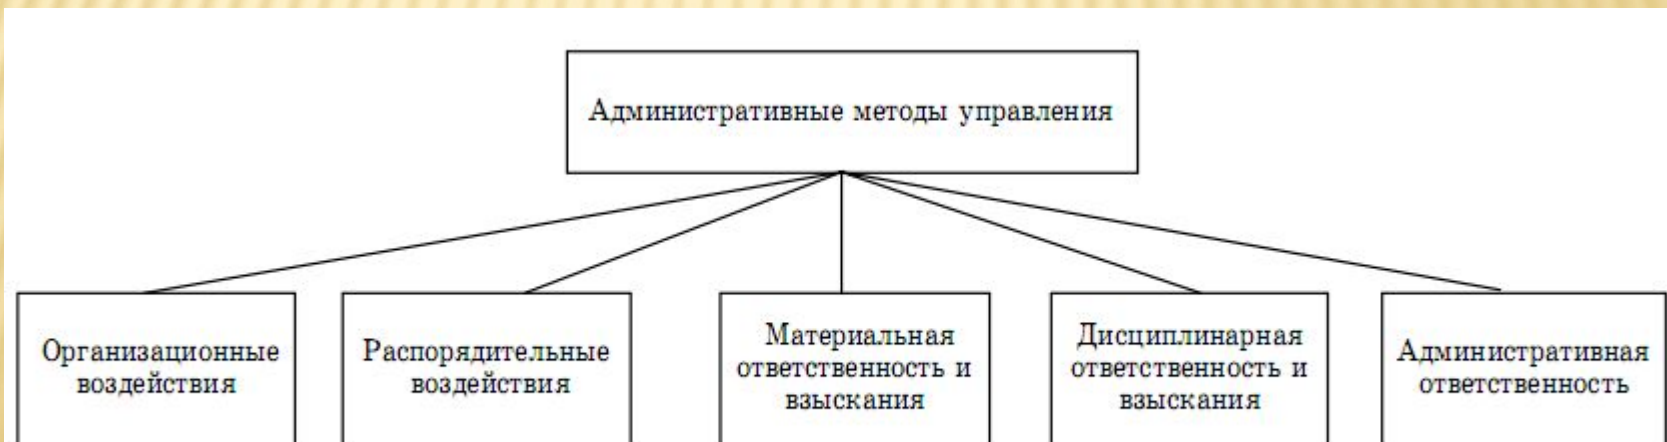 Административные методы управления
Организационные
воздействия
Распорядительные
воздействия
Материальная
ответственность и
взыскания
Дисциплинарная
ответственность и
взыскания
Административная
ответственность